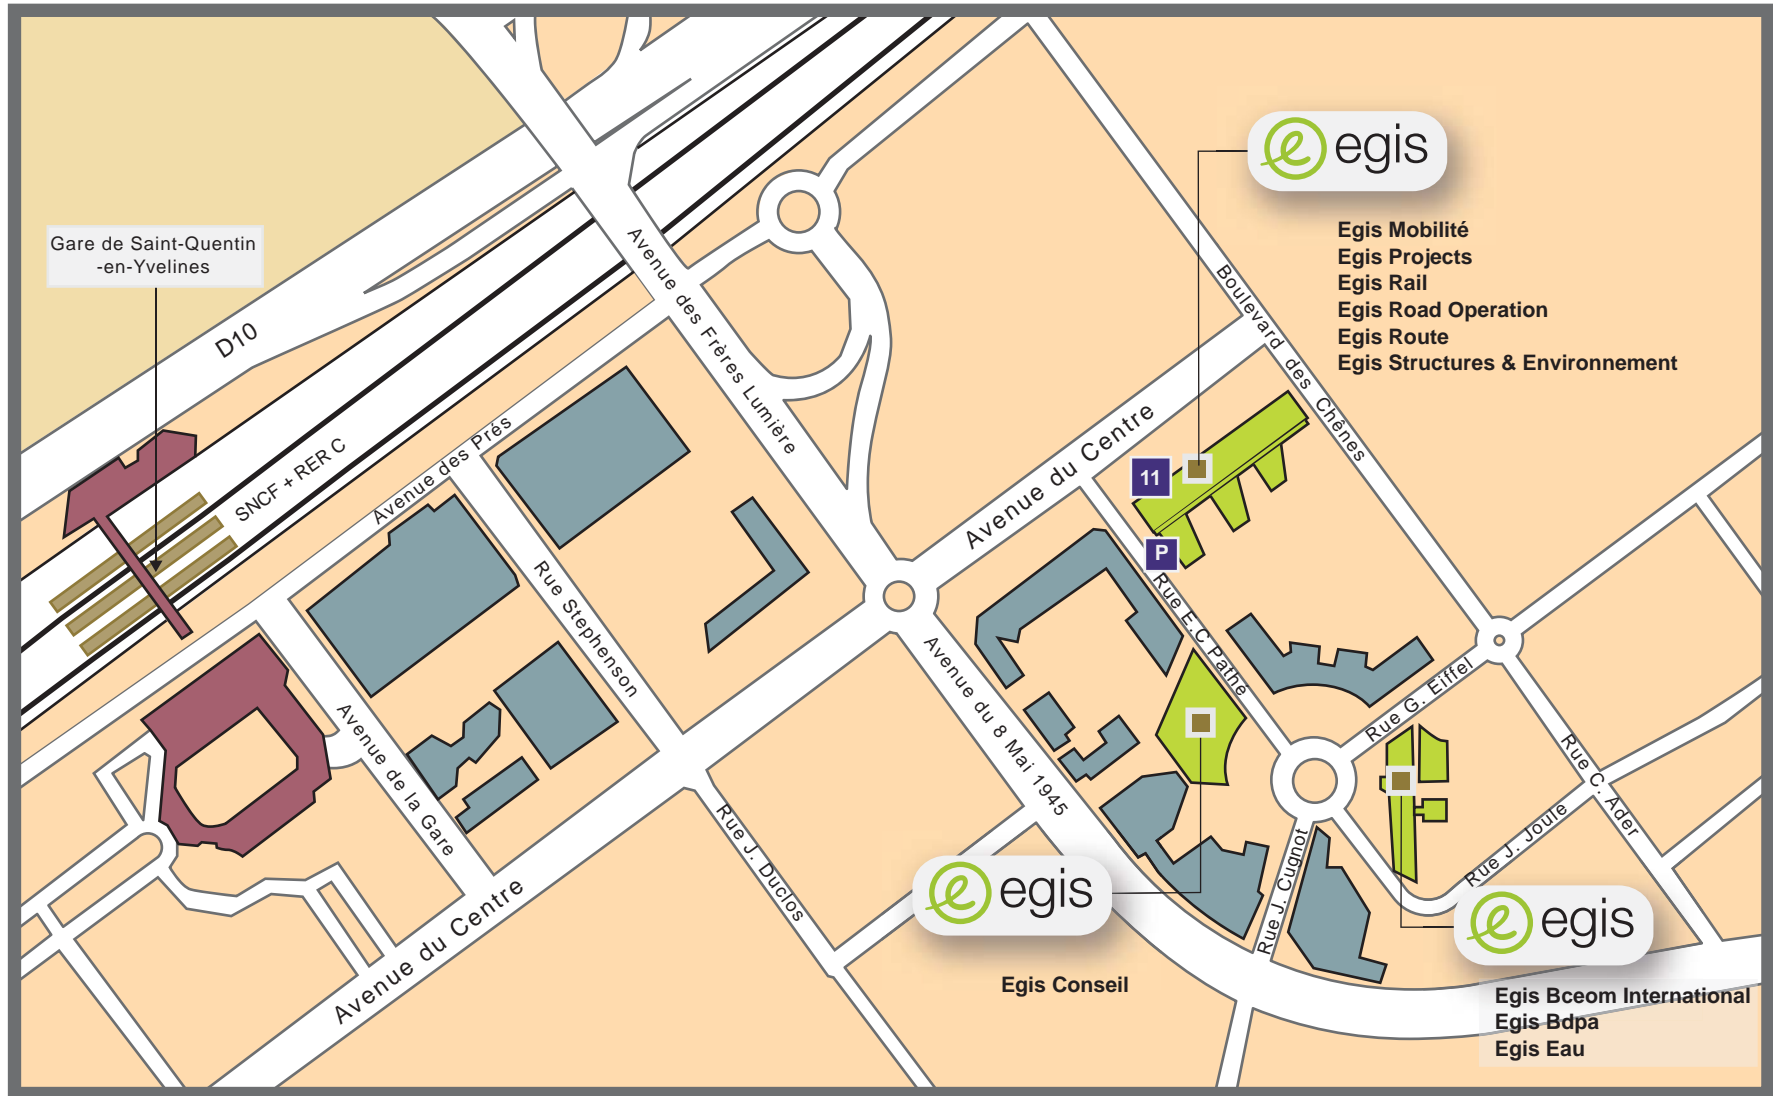 egis
Egis Mobilité
Egis Projects
Egis Rail
Egis Road Operation
Egis Route
Egis Structures & Environnement
Gare de Saint-Quentin
-en-Yvelines
D10
SNCF + RER C
Avenue des Prés
Avenue des Frères Lumière
Boulevard des Chênes
Avenue du Centre
11
P
Rue Stephenson
Rue E.C Pathé
Avenue du 8 Mai 1945
Rue G. Eiffel
Avenue de la Gare
Rue J. Duclos
Rue C. Ader
Rue J. Joule
Rue J. Cugnot
Avenue du Centre
egis
Egis Conseil
egis
Egis Bceom International
Egis Bdpa
Egis Eau